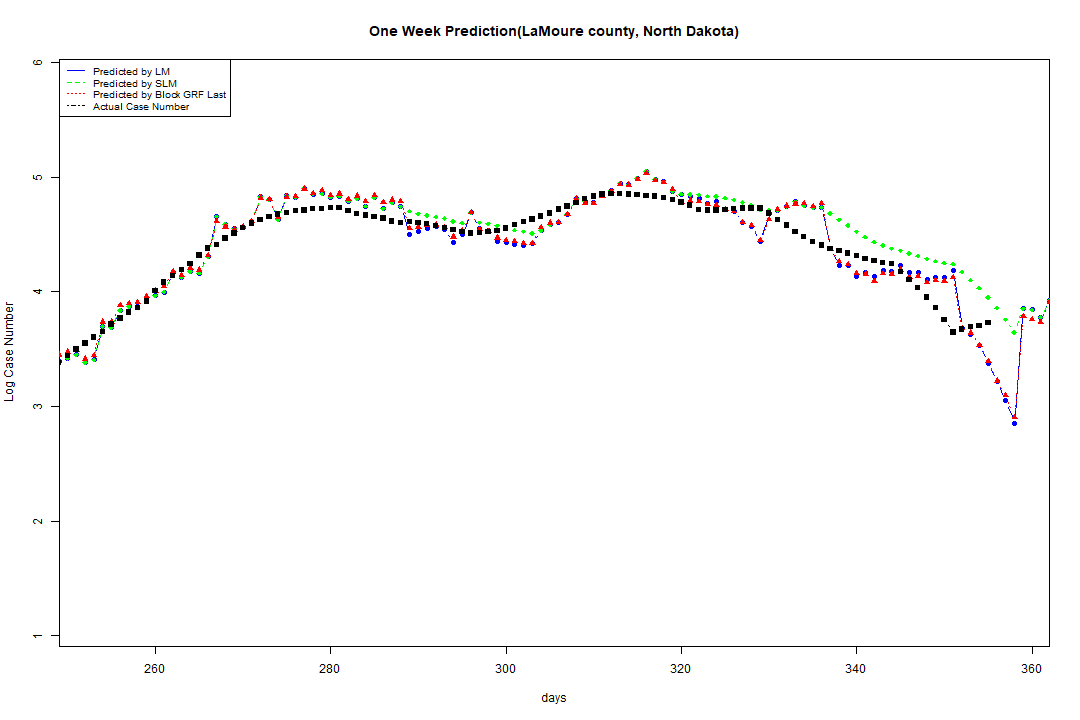 One Week Prediction(LaMoure county, North Dakota)
Predicted by LM
Predicted by SLM
Predicted by Block GRF Last
Actual Case Number
6
5
4
3
2
1
Log Case Number
260 280 300 320 340 360
days